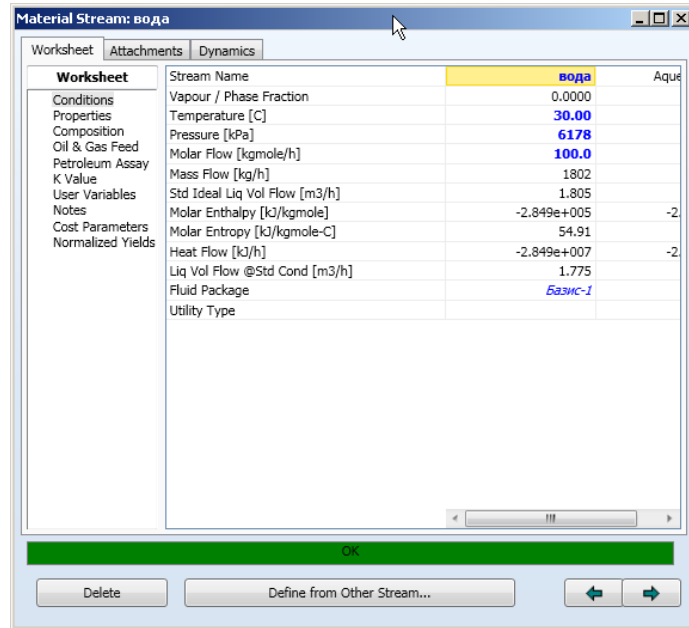 Material Stream: вода
Worksheet Attachments Dynamics
Worksheet
Conditions
Properties
Composition
Oil & Gas Feed
Petroleum Assay
K Value
User Variables
Notes
Cost Parameters
Normalized Yields
Stream Name вода Aque
Vapour / Phase Fraction 0.0000
Temperature [C] 30.00
Pressure [kPa] 6178
Molar Flow [kgmole/h] 100.0
Mass Flow [kg/h] 1802
Std Ideal Liq Vol Flow [m3/h] 1.805
Molar Enthalpy [kJ/kgmole] -2.849e+005 -2.
Molar Entropy [kJ/kgmole-C] 54.91
Heat Flow [kJ/h] -2.849e+007 -2.
Liq Vol Flow @Std Cond [m3/h] 1.775
Fluid Package Базис-1
Utility Type
OK
Delete Define from Other Stream...